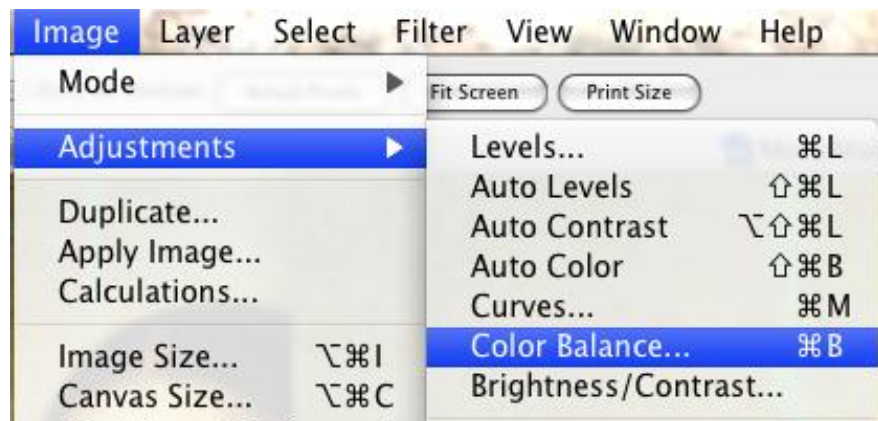 Image Layer Select Filter View Window Help
Mode ▶ Fit Screen Print Size
Adjustments ▶
Duplicate...
Apply Image...
Calculations...
Image Size... ⌥⌘I
Canvas Size... ⌥⌘C
Levels... ⌘L
Auto Levels ⇧⌘L
Auto Contrast ⌥⇧⌘L
Auto Color ⇧⌘B
Curves... ⌘M
Color Balance... ⌘B
Brightness/Contrast...